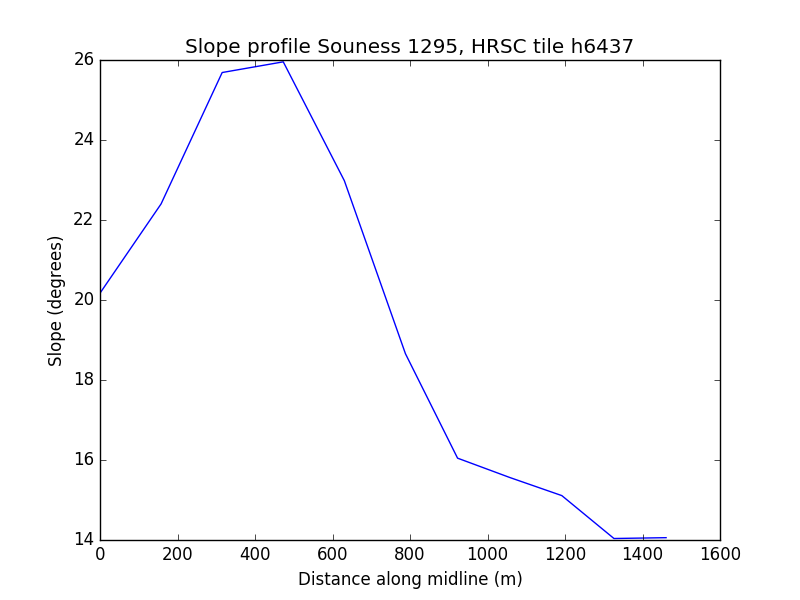 Slope profile Souness 1295, HRSC tile h6437
26
24
22
20
18
16
14
Slope (degrees)
0 200 400 600 800 1000 1200 1400 1600
Distance along midline (m)